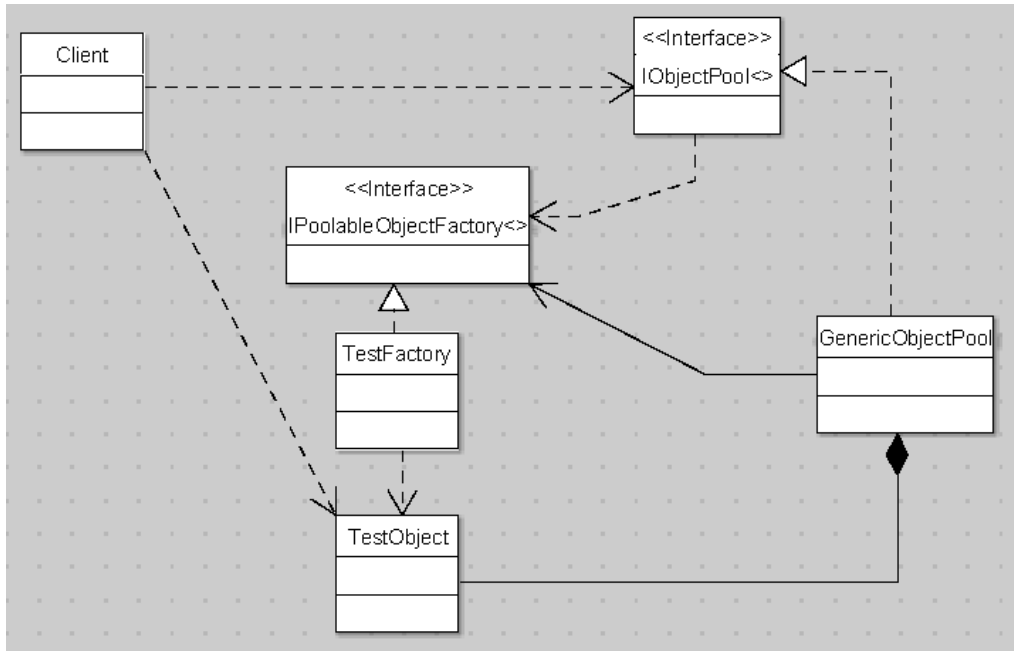 Client
<<Interface>>
IObjectPool<>
<<Interface>>
IPoolableObjectFactory<>
TestFactory
GenericObjectPool
TestObject